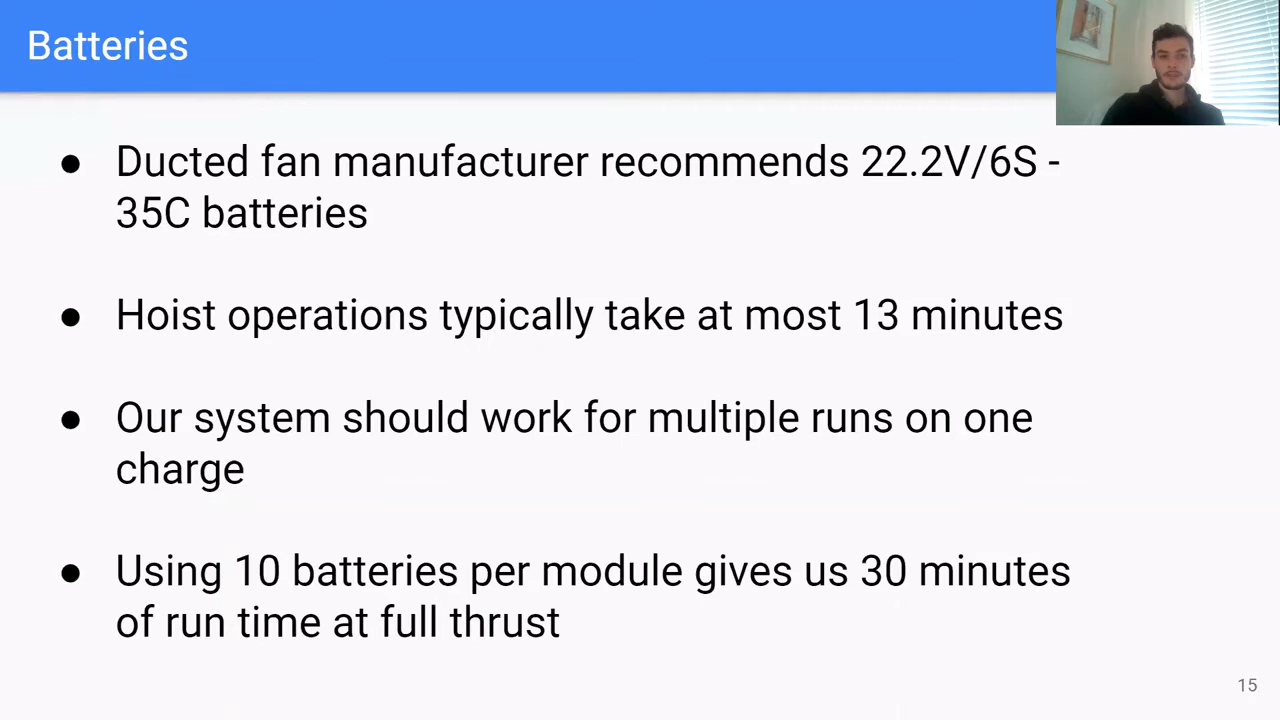 Batteries
● Ducted fan manufacturer recommends 22.2V/6S -
35C batteries
● Hoist operations typically take at most 13 minutes
● Our system should work for multiple runs on one
charge
● Using 10 batteries per module gives us 30 minutes
of run time at full thrust
15